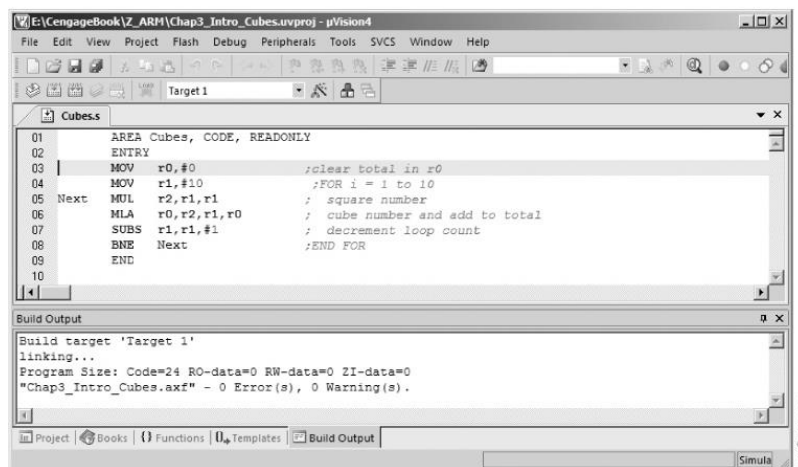 E:\CengageBook\Z_ARM\Chap3_Intro_Cubes.uvproj - µVision4
File Edit View Project Flash Debug Peripherals Tools SVCS Window Help
Target 1
Cubes.s
01 AREA Cubes, CODE, READONLY
02 ENTRY
03 MOV r0,#0 ;clear total in r0
04 MOV r1,#10 ;FOR i = 1 to 10
05 Next MUL r2,r1,r1 ; square number
06 MLA r0,r2,r1,r0 ; cube number and add to total
07 SUBS r1,r1,#1 ; decrement loop count
08 BNE Next ;END FOR
09 END
10
Build Output
Build target 'Target 1'
linking...
Program Size: Code=24 RO-data=0 RW-data=0 ZI-data=0
"Chap3_Intro_Cubes.axf" - 0 Error(s), 0 Warning(s).
Project Books {} Functions 0 Templates Build Output
Simula